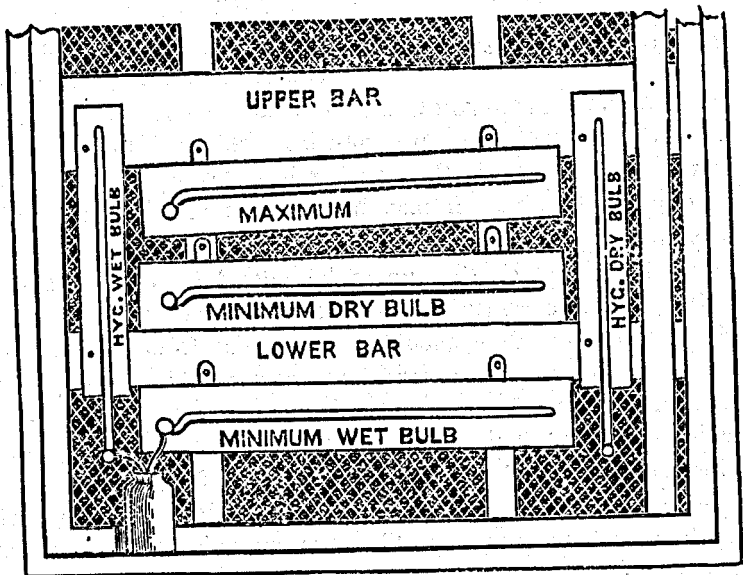 UPPER BAR
MAXIMUM
HYG. WET BULB
HYG. DRY BULB
MINIMUM DRY BULB
LOWER BAR
MINIMUM WET BULB